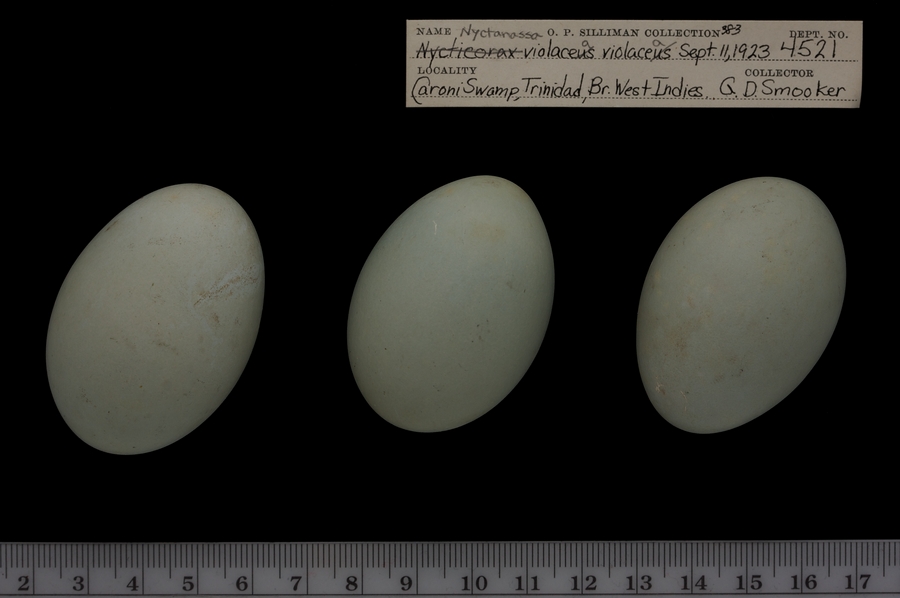 NAME Nyctanassa O. P. SILLIMAN COLLECTION 383 DEPT. NO.
Nycticorax violaceus a violaceus a Sept. 11, 1923 4521
LOCALITY COLLECTOR
Caroni Swamp, Trinidad, Br. West Indies. G. D. Smooker
2 3 4 5 6 7 8 9 10 11 12 13 14 15 16 17